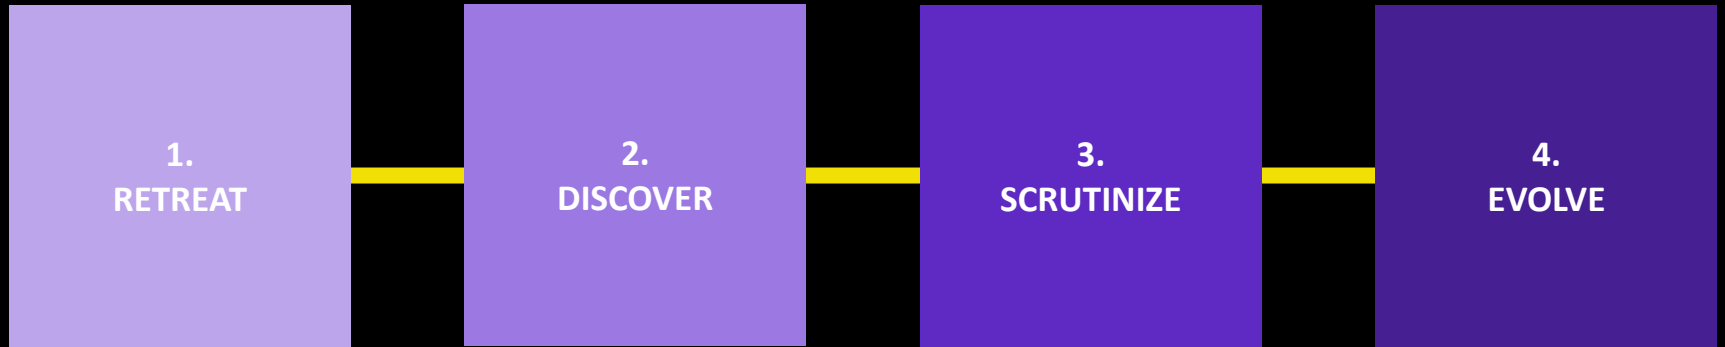 1.
RETREAT
2.
DISCOVER
3.
SCRUTINIZE
4.
EVOLVE